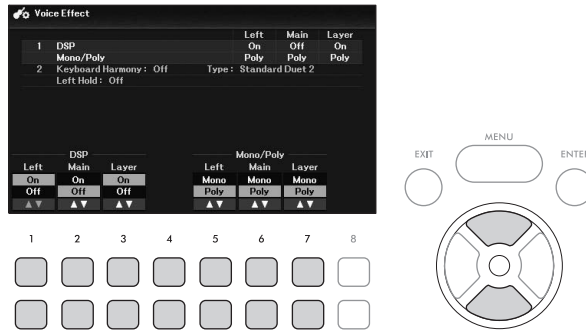 Voice Effect
Left Main Layer
1 DSP On Off On
Mono/Poly Poly Poly Poly
2 Keyboard Harmony : Off Type : Standard Duet 2
Left Hold : Off
DSP Mono/Poly
Left Main Layer Left Main Layer
On On On Mono Mono Mono
Off Off Off Poly Poly Poly
▲▼ ▲▼ ▲▼ ▲▼ ▲▼ ▲▼
1 2 3 4 5 6 7 8
MENU
EXIT ENTER